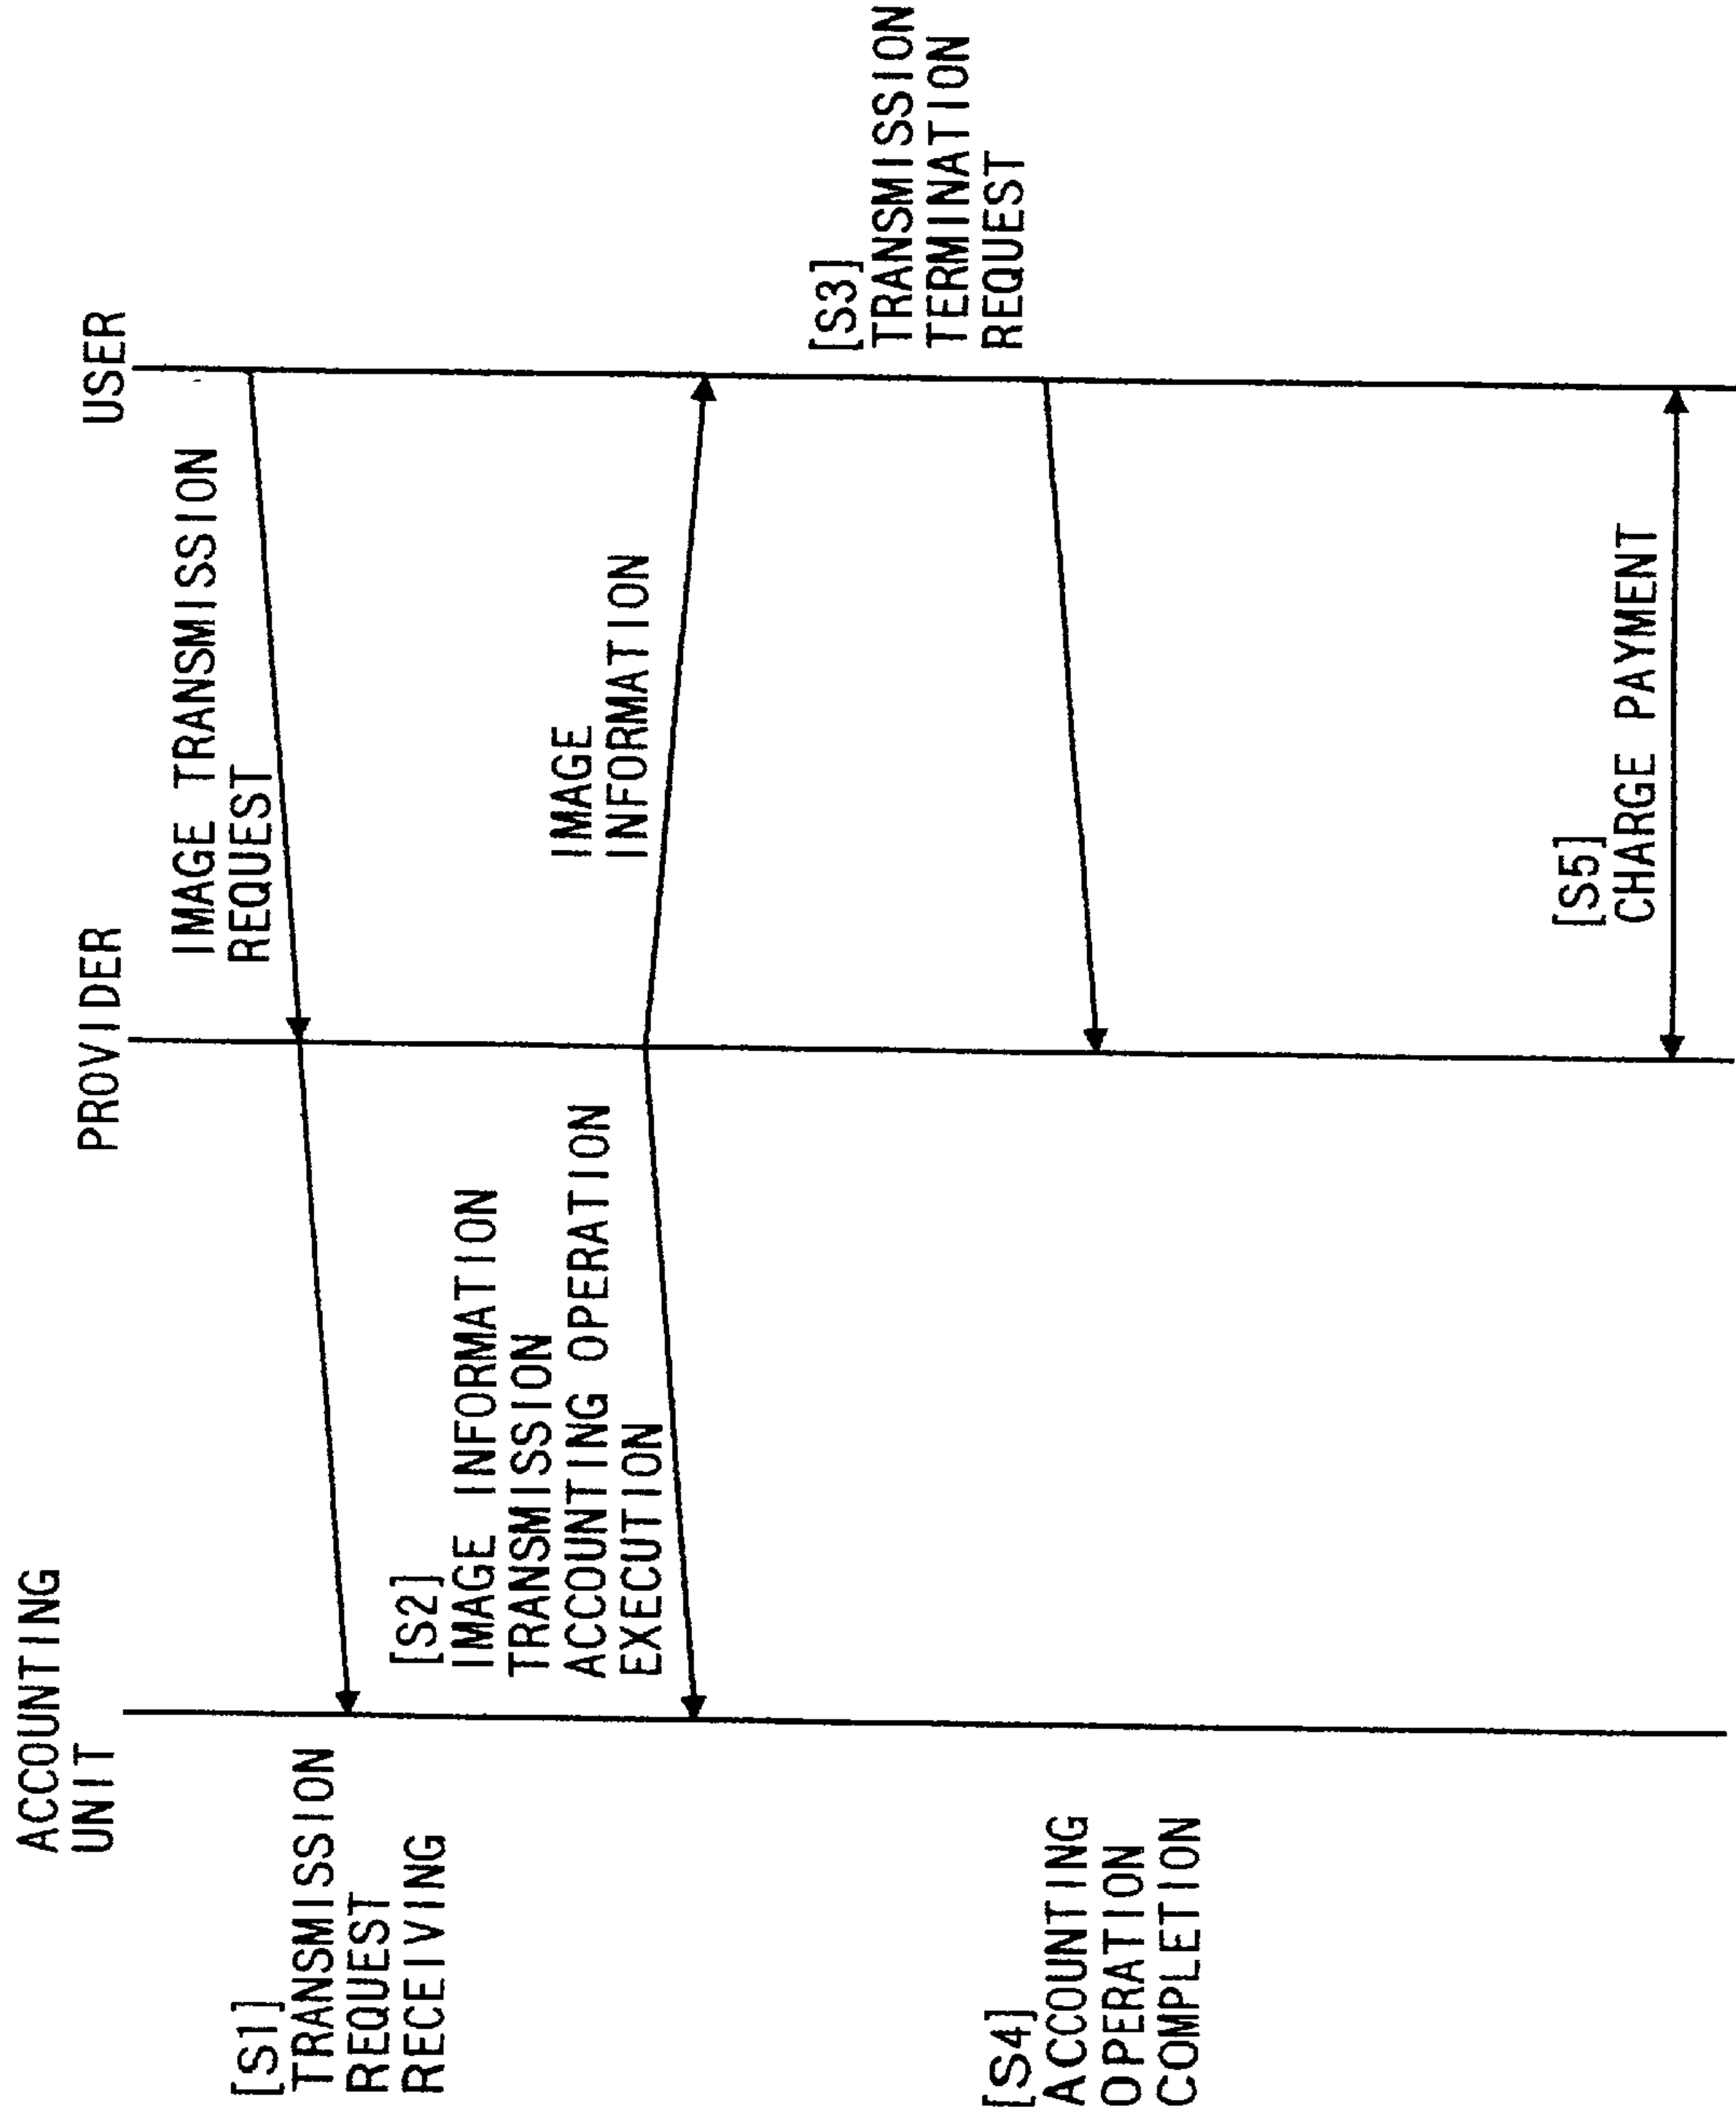 ACCOUNTING
UNIT
PROVIDER
USER
IMAGE TRANSMISSION
REQUEST
[S1]
TRANSMISSION
REQUEST
RECEIVING
[S2]
IMAGE INFORMATION
TRANSMISSION
ACCOUNTING OPERATION
EXECUTION
IMAGE
INFORMATION
[S3]
TRANSMISSION
TERMINATION
REQUEST
[S4]
ACCOUNTING
OPERATION
COMPLETION
[S5]
CHARGE PAYMENT